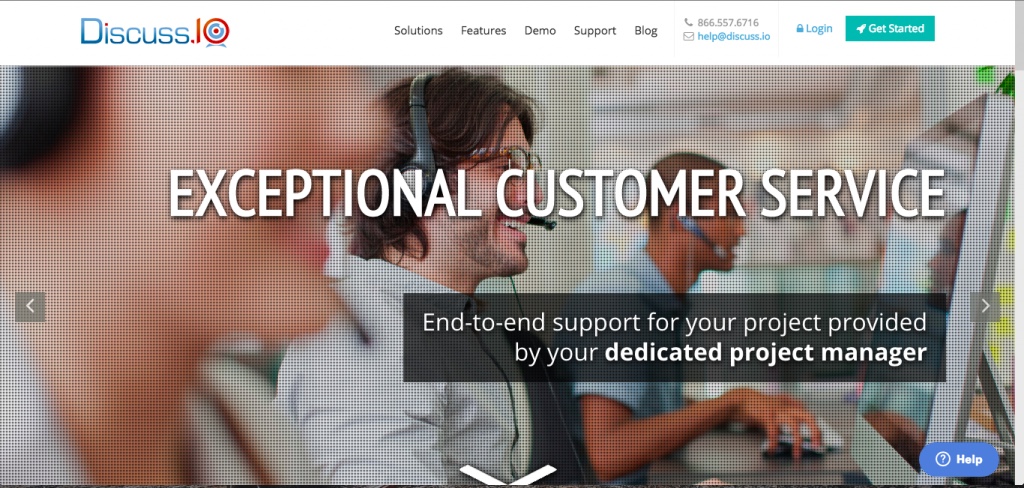 DISCUSS.IO
Solutions Features Demo Support Blog
866.557.6716
help@discuss.io
Login
Get Started
EXCEPTIONAL CUSTOMER SERVICE
End-to-end support for your project provided
by your dedicated project manager
Help